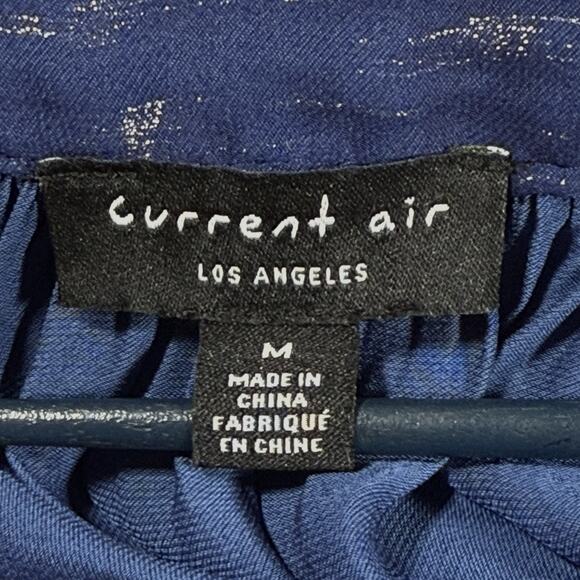 current air
LOS ANGELES
M
MADE IN
CHINA
FABRIQUÉ
EN CHINE